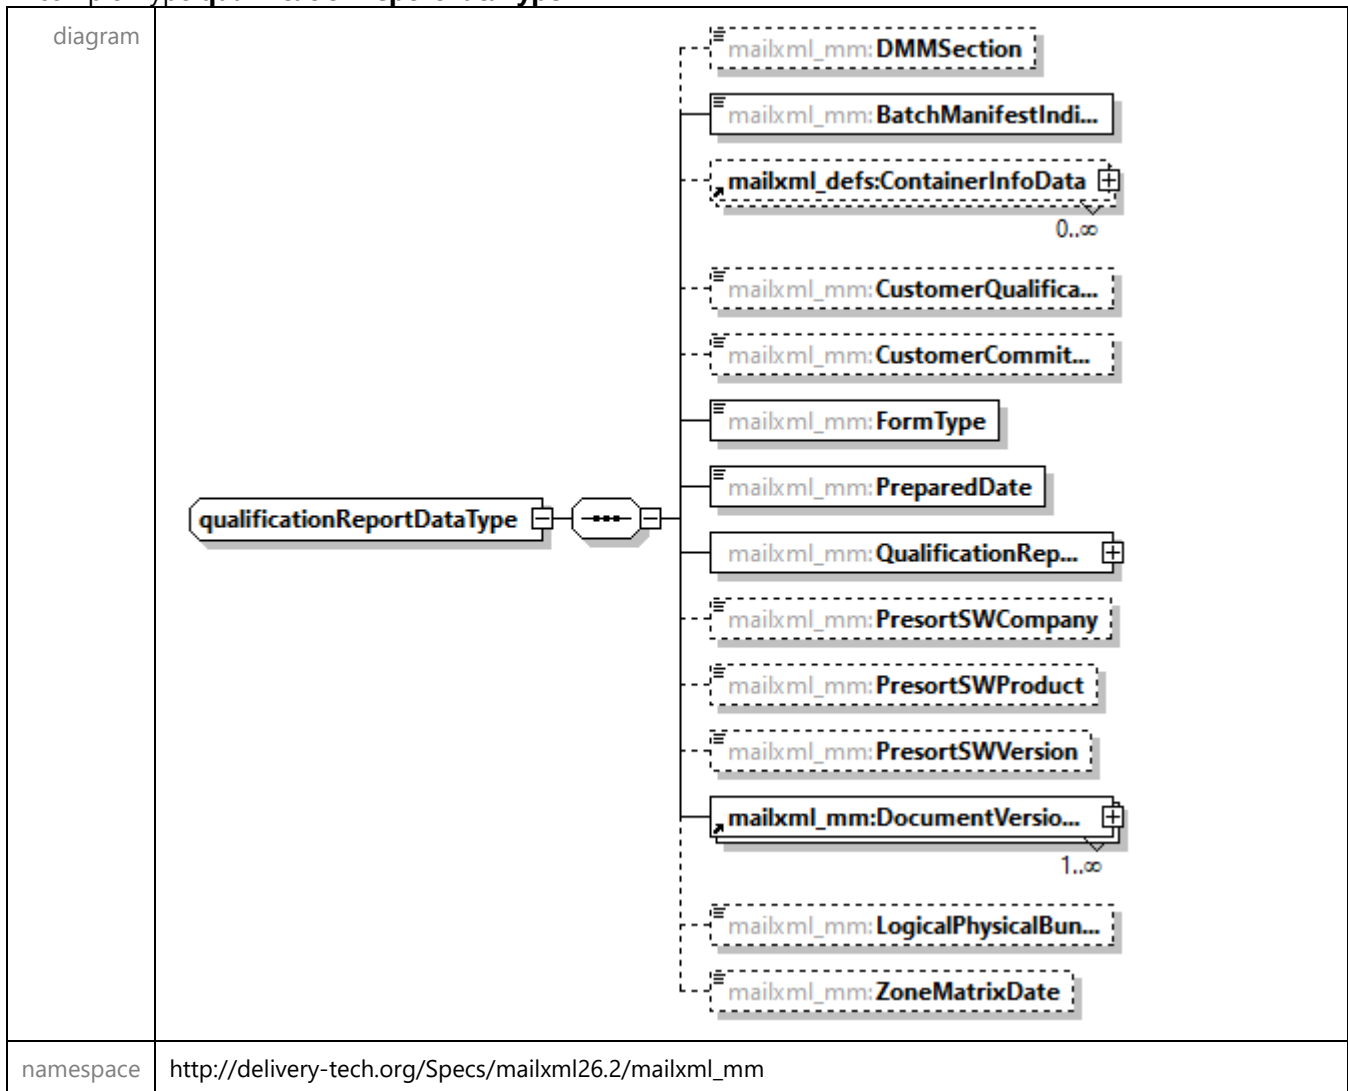 diagram
mailxml_mm:DMMSection
mailxml_mm:BatchManifestIndi...
mailxml_defs:ContainerInfoData
0..∞
mailxml_mm:CustomerQualifica...
mailxml_mm:CustomerCommit...
mailxml_mm:FormType
mailxml_mm:PreparedDate
qualificationReportDataType
mailxml_mm:QualificationRep...
mailxml_mm:PresortSWCompany
mailxml_mm:PresortSWProduct
mailxml_mm:PresortSWVersion
mailxml_mm:DocumentVersio...
1..∞
mailxml_mm:LogicalPhysicalBun...
mailxml_mm:ZoneMatrixDate
namespace http://delivery-tech.org/Specs/mailxml26.2/mailxml_mm